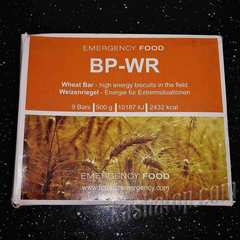 EMERGENCY FOOD
BP-WR
Wheat Bar - high energy biscuits in the field
Weizenriegel - Energie für Extremsituationen
9 Bars | 500 g | 10187 kJ | 2432 kcal
EMERGENCY FOOD